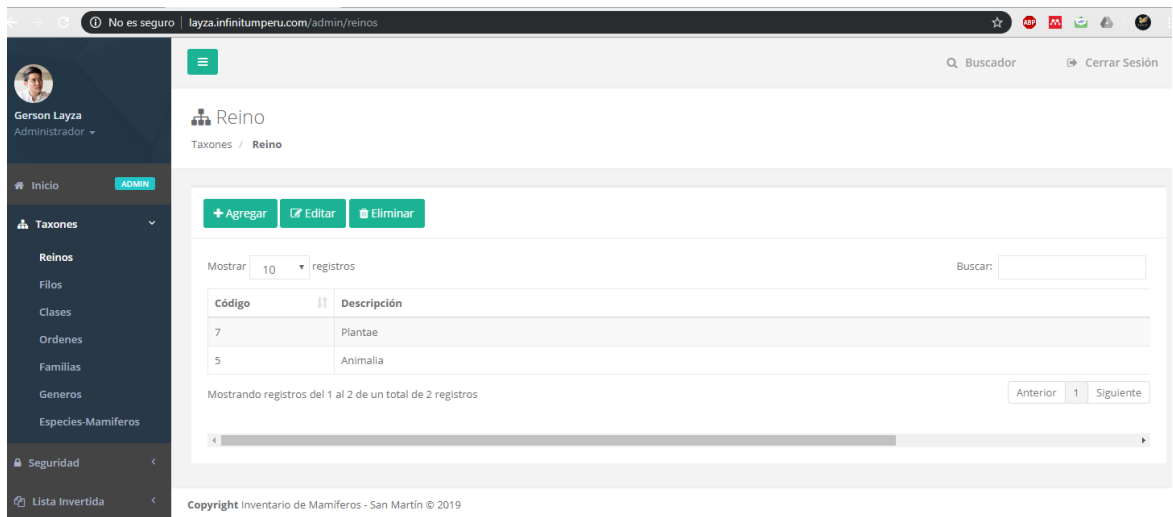 No es seguro | layza.infinitumperu.com/admin/reinos
ABP
Gerson Layza
Administrador
Inicio ADMIN
Taxones
Reinos
Filos
Clases
Ordenes
Familias
Generos
Especies-Mamiferos
Seguridad
Lista Invertida
Buscador Cerrar Sesión
Reino
Taxones / Reino
Agregar Editar Eliminar
Mostrar 10 registros Buscar:
Código Descripción
7 Plantae
5 Animalia
Mostrando registros del 1 al 2 de un total de 2 registros Anterior 1 Siguiente
Copyright Inventario de Mamíferos - San Martín © 2019